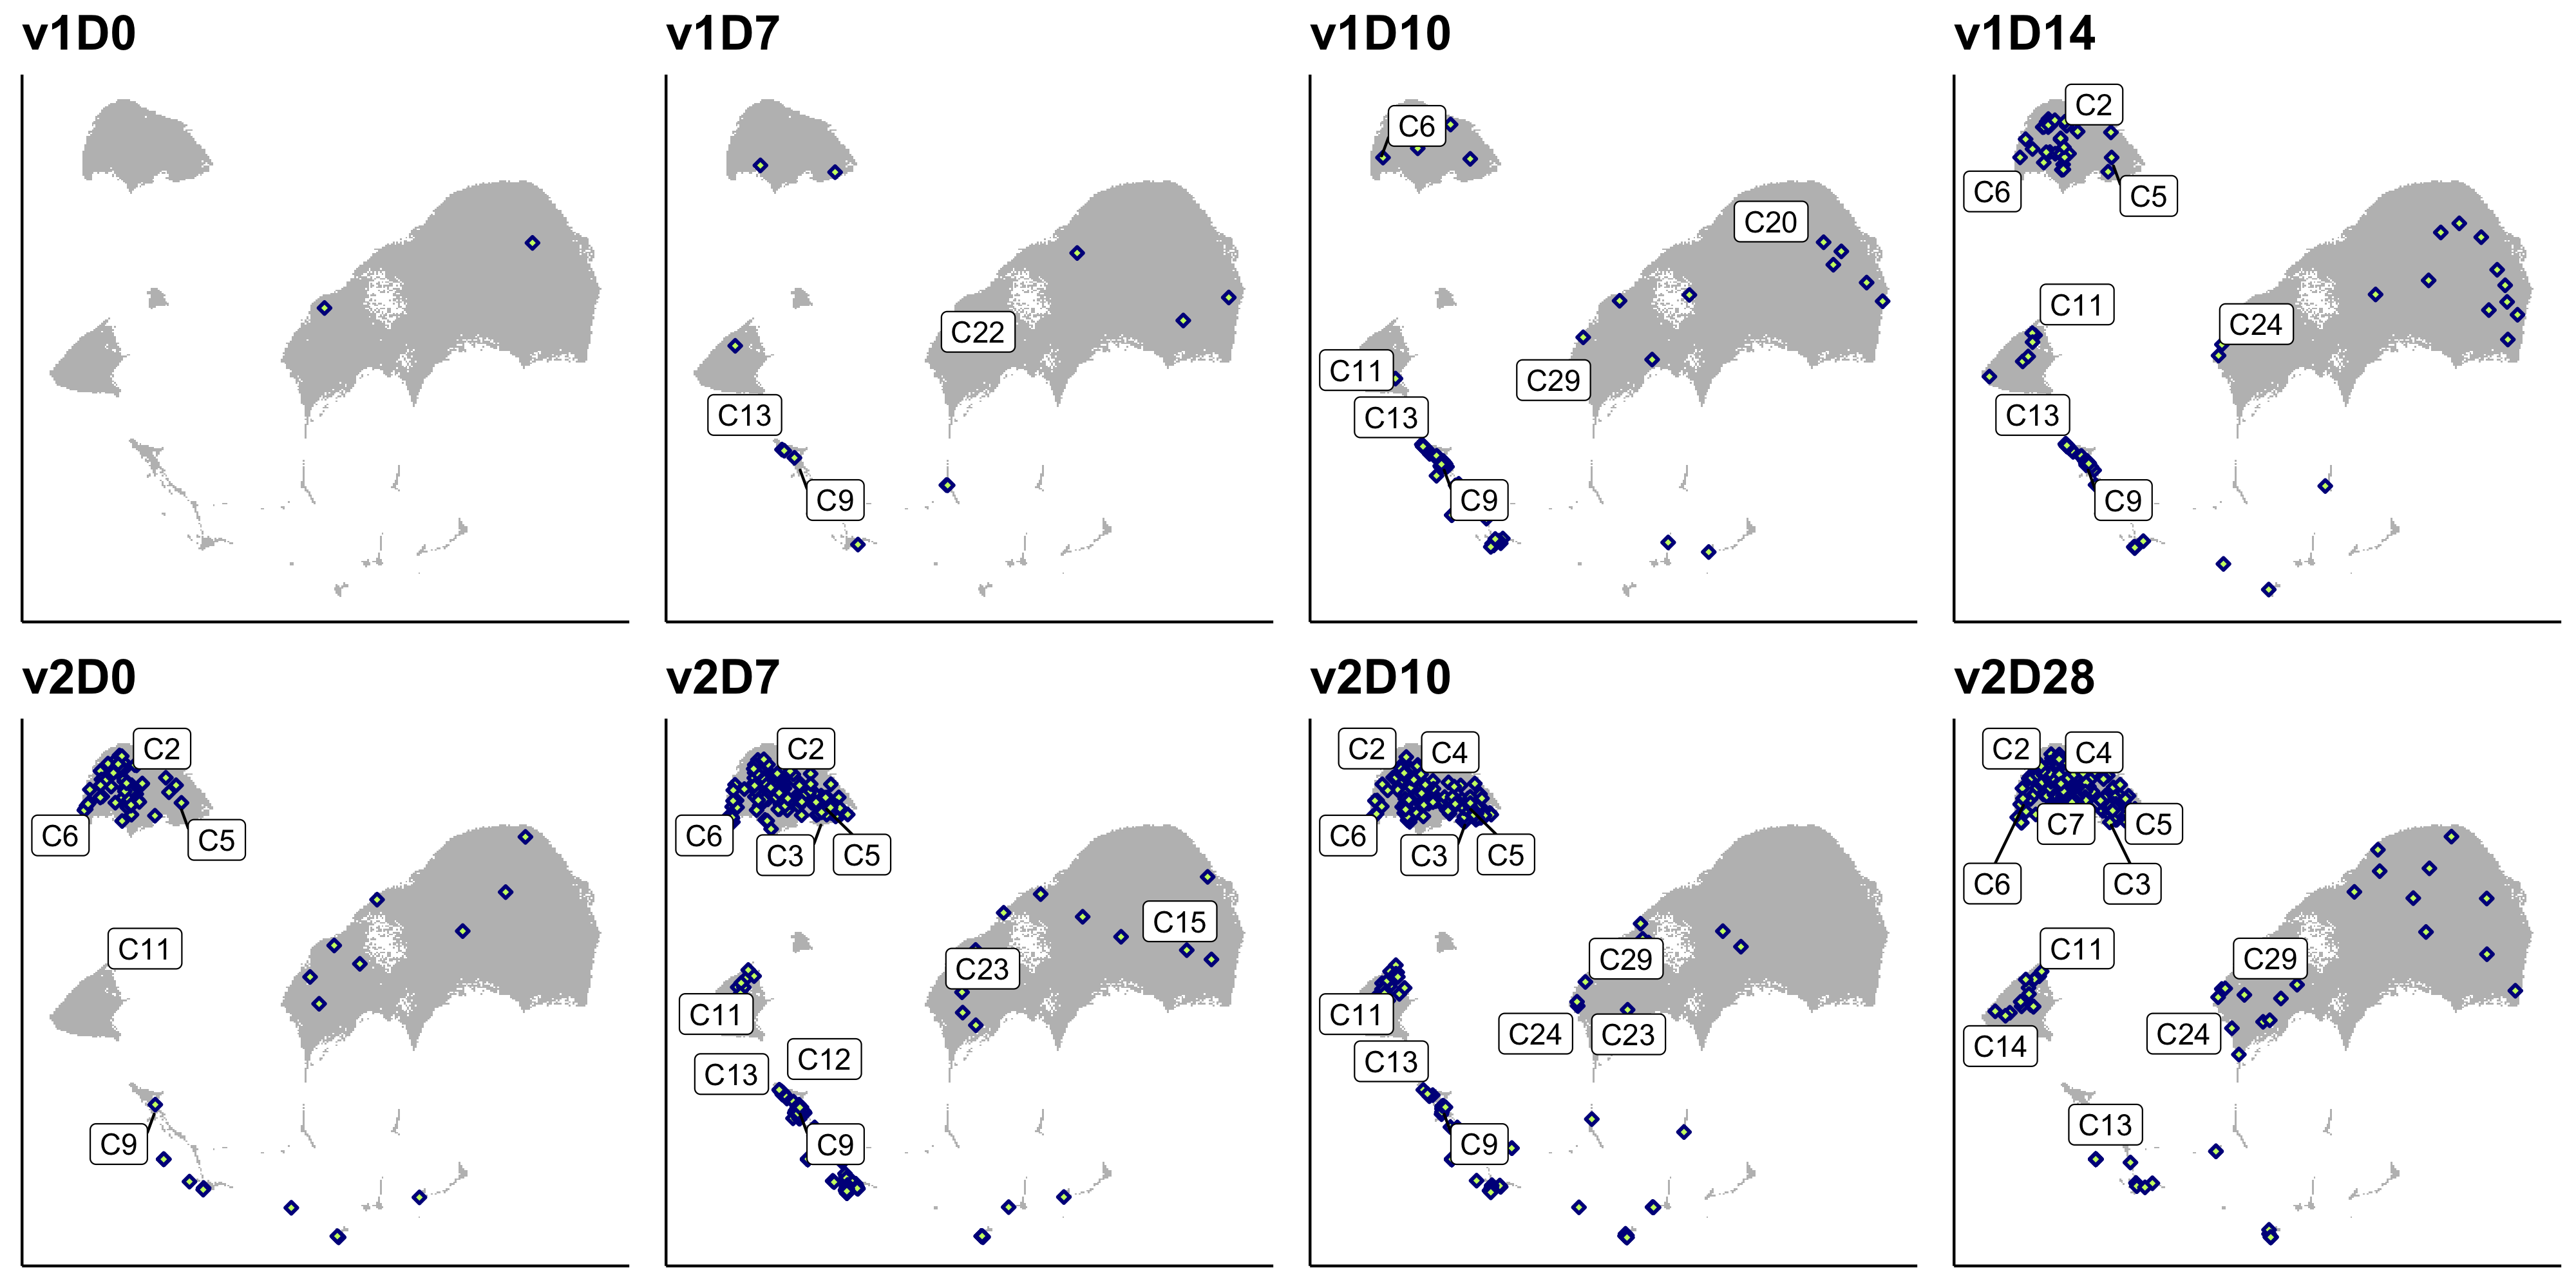 v1D0 v1D7 v1D10 v1D14
C6 C2
C6 C5
C20
C22 C11 C24
C11 C29
C13 C13 C13
C9 C9 C9
v2D0 v2D7 v2D10 v2D28
C2 C2 C2 C4 C2 C4
C6 C5 C6 C3 C5 C6 C3 C5 C7 C5
C6 C3
C11 C15 C11
C23 C29 C29
C11 C11 C24 C23 C14 C24
C13 C12 C13
C9 C9 C9 C13